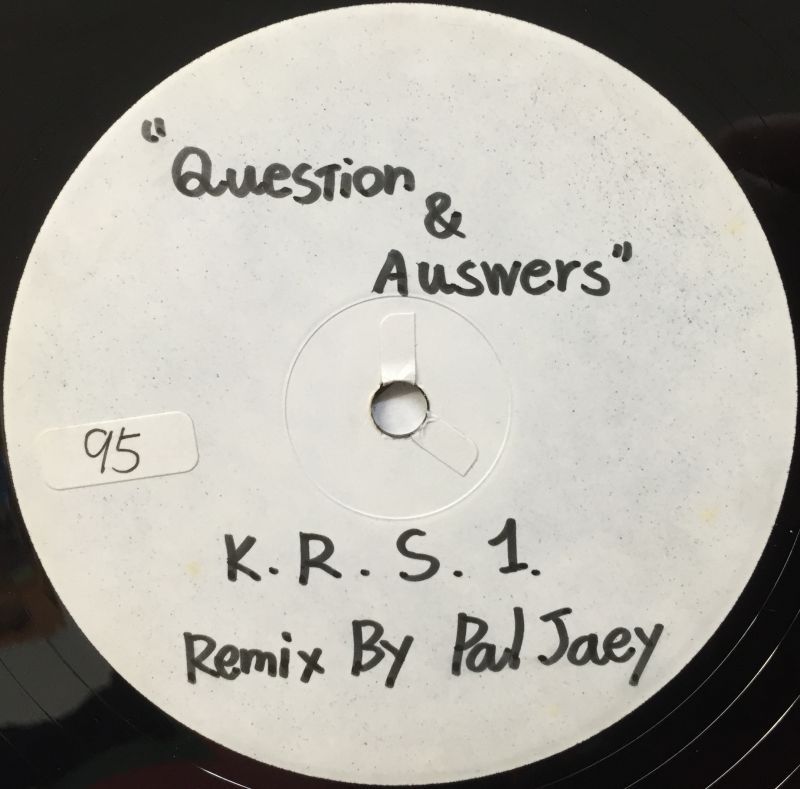 "Question
&
Auswers"
95
K. R. S. 1.
Remix By Pal Jaey